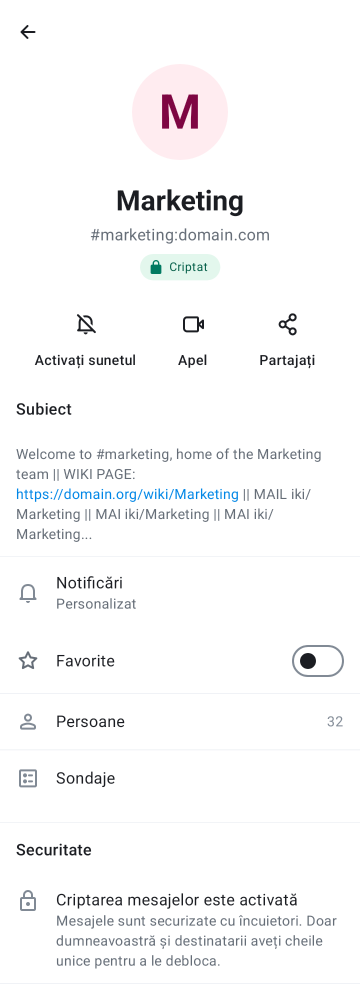 M
Marketing
#marketing:domain.com
Criptat
Activați sunetul
Apel
Partajați
Subiect
Welcome to #marketing, home of the Marketing
team || WIKI PAGE:
https://domain.org/wiki/Marketing || MAIL iki/
Marketing || MAI iki/Marketing || MAI iki/
Marketing...
Notificări
Personalizat
Favorite
Persoane 32
Sondaje
Securitate
Criptarea mesajelor este activată
Mesajele sunt securizate cu încuietori. Doar
dumneavoastră și destinatarii aveți cheile
unice pentru a le debloca.